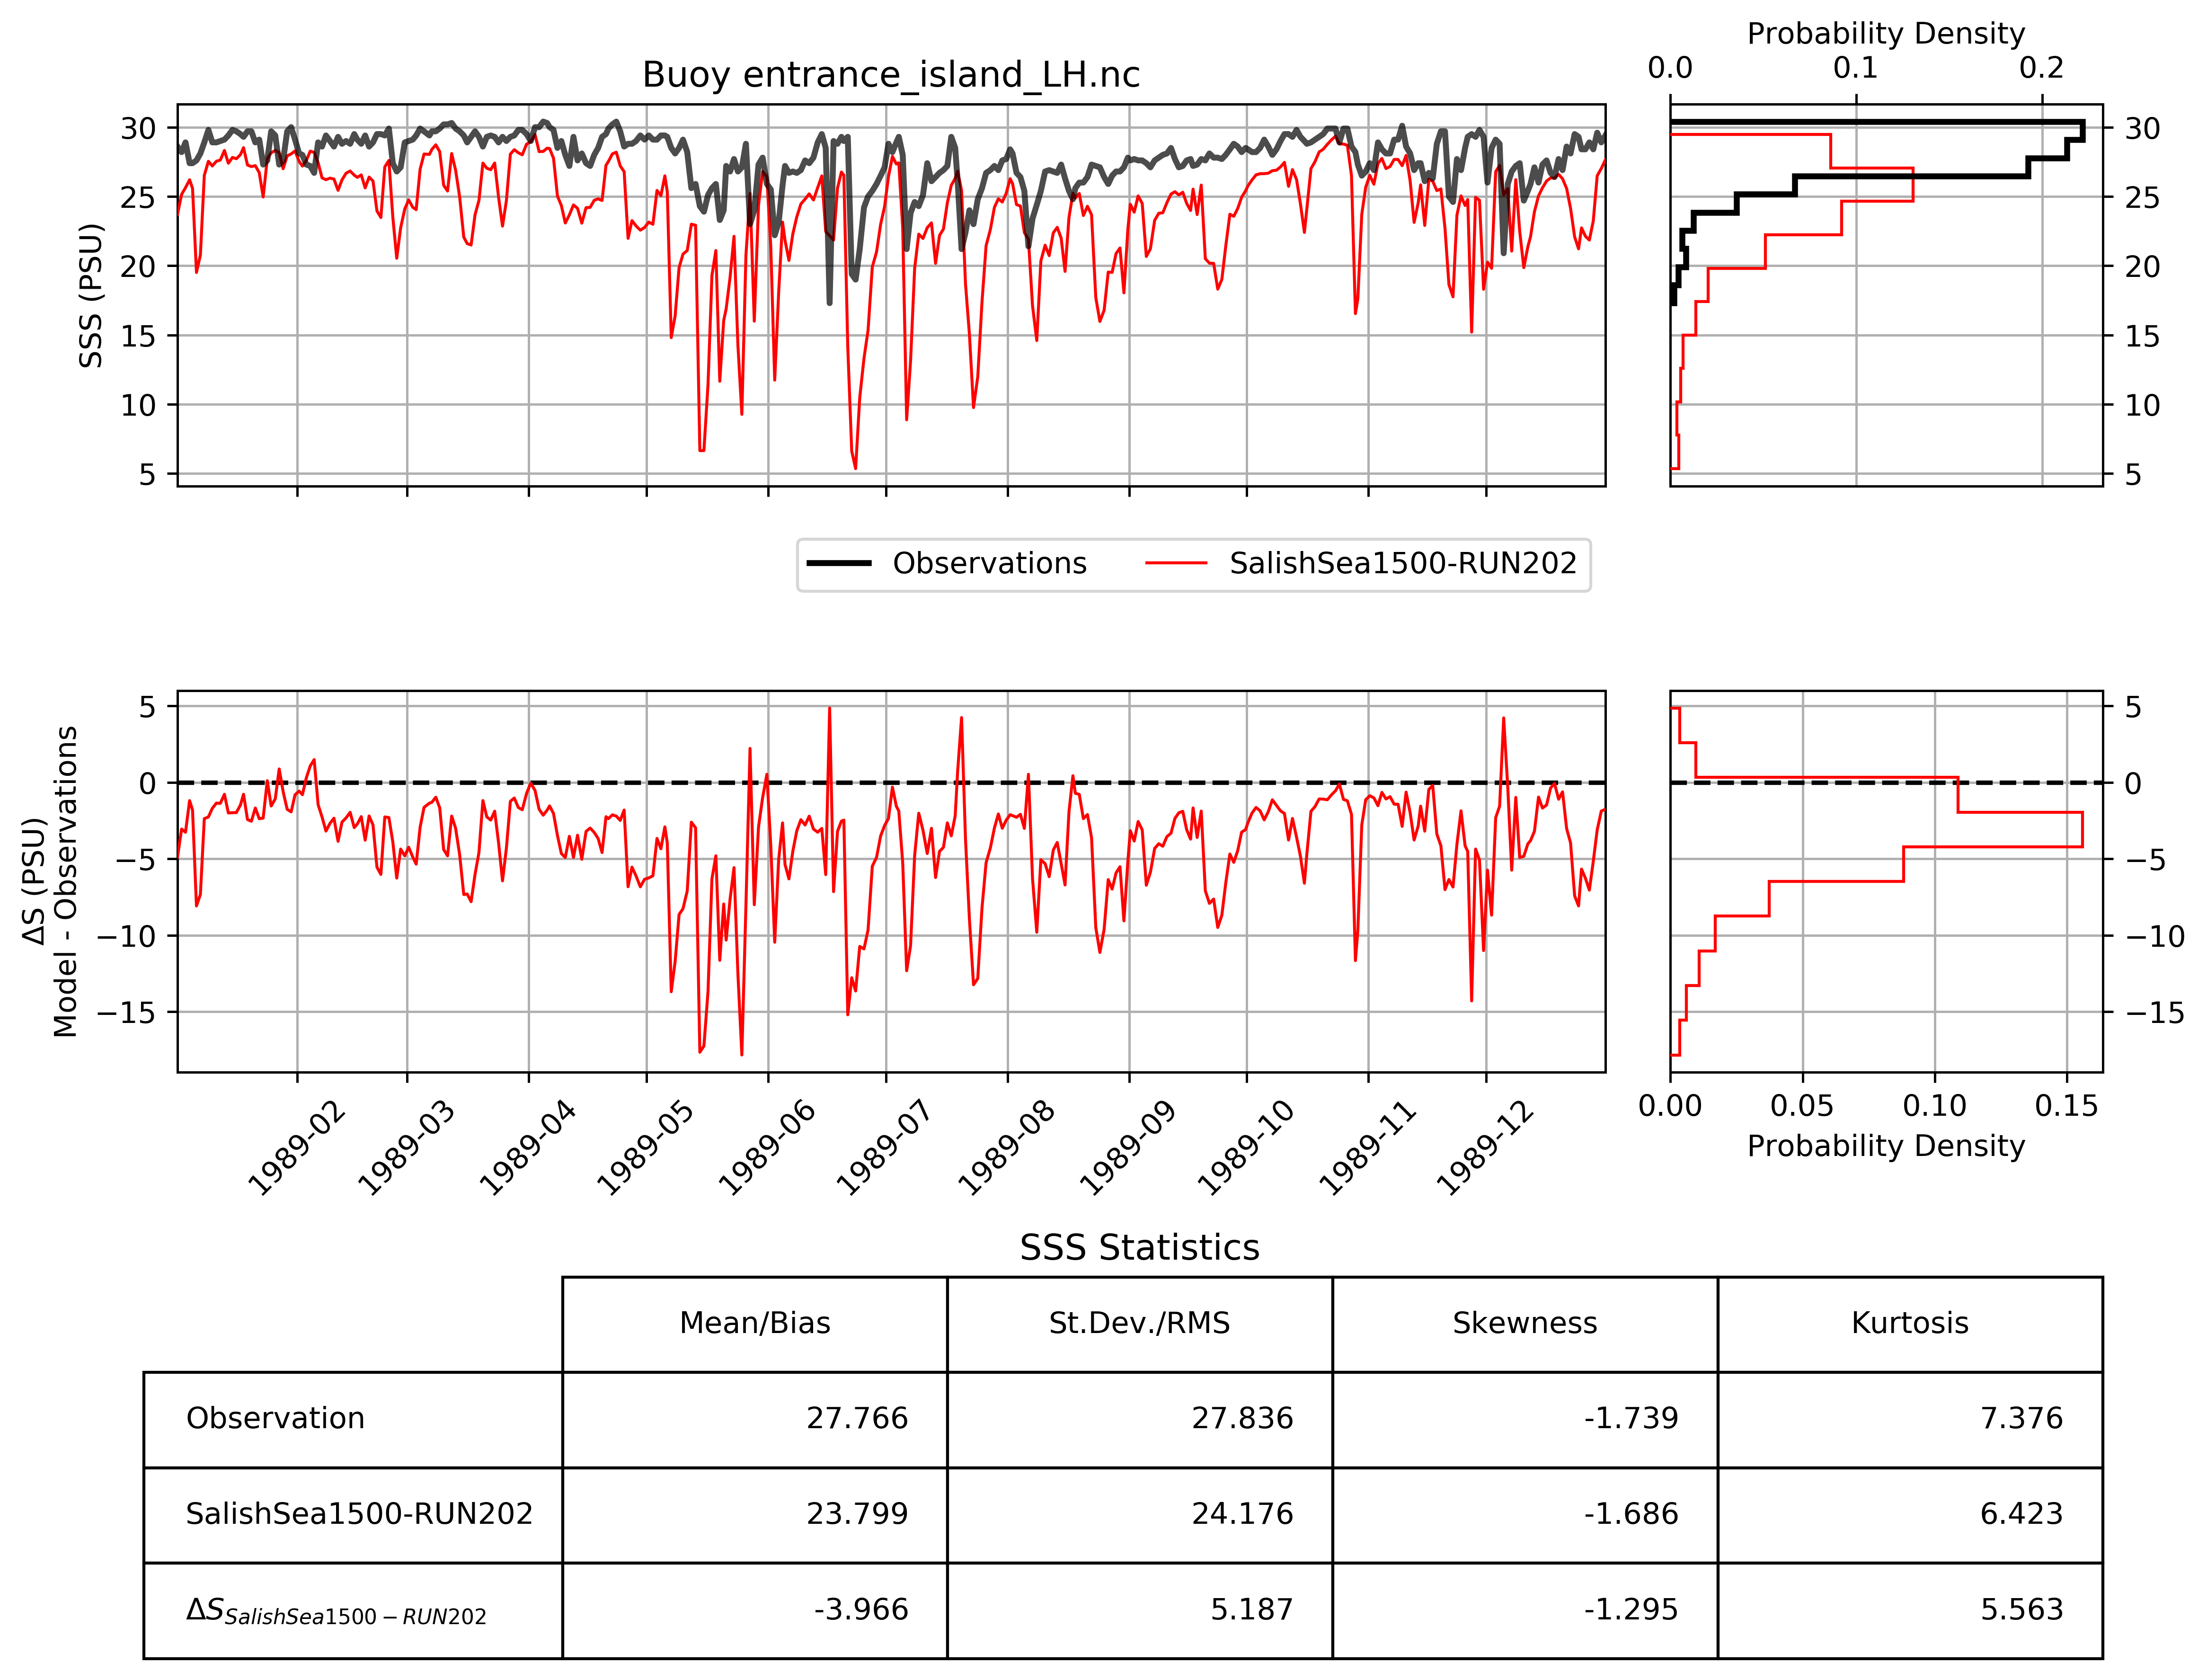 Probability Density
0.0 0.1 0.2
Buoy entrance_island_LH.nc
SSS (PSU)
30
25
20
15
10
5
30
25
20
15
10
5
Observations
SalishSea1500-RUN202
ΔS (PSU)
Model - Observations
5
0
−5
−10
−15
5
0
−5
−10
−15
1989-02
1989-03
1989-04
1989-05
1989-06
1989-07
1989-08
1989-09
1989-10
1989-11
1989-12
0.00 0.05 0.10 0.15
Probability Density
SSS Statistics
Mean/Bias St.Dev./RMS Skewness Kurtosis
Observation 27.766 27.836 -1.739 7.376
SalishSea1500-RUN202 23.799 24.176 -1.686 6.423
ΔS SalishSea1500−RUN202 -3.966 5.187 -1.295 5.563